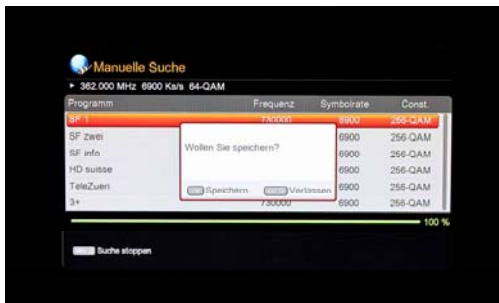 Manuelle Suche
362.000 MHz 6900 Ks/s 64-QAM
Programm Frequenz Symbolrate Const.
SF 1 730000 6900 256-QAM
SF zwei 6900 256-QAM
SF info 6900 256-QAM
HD suisse 6900 256-QAM
TeleZueri 6900 256-QAM
3+ 730000 6900 256-QAM
Wollen Sie speichern?
Speichern Verlassen
100 %
Suche stoppen